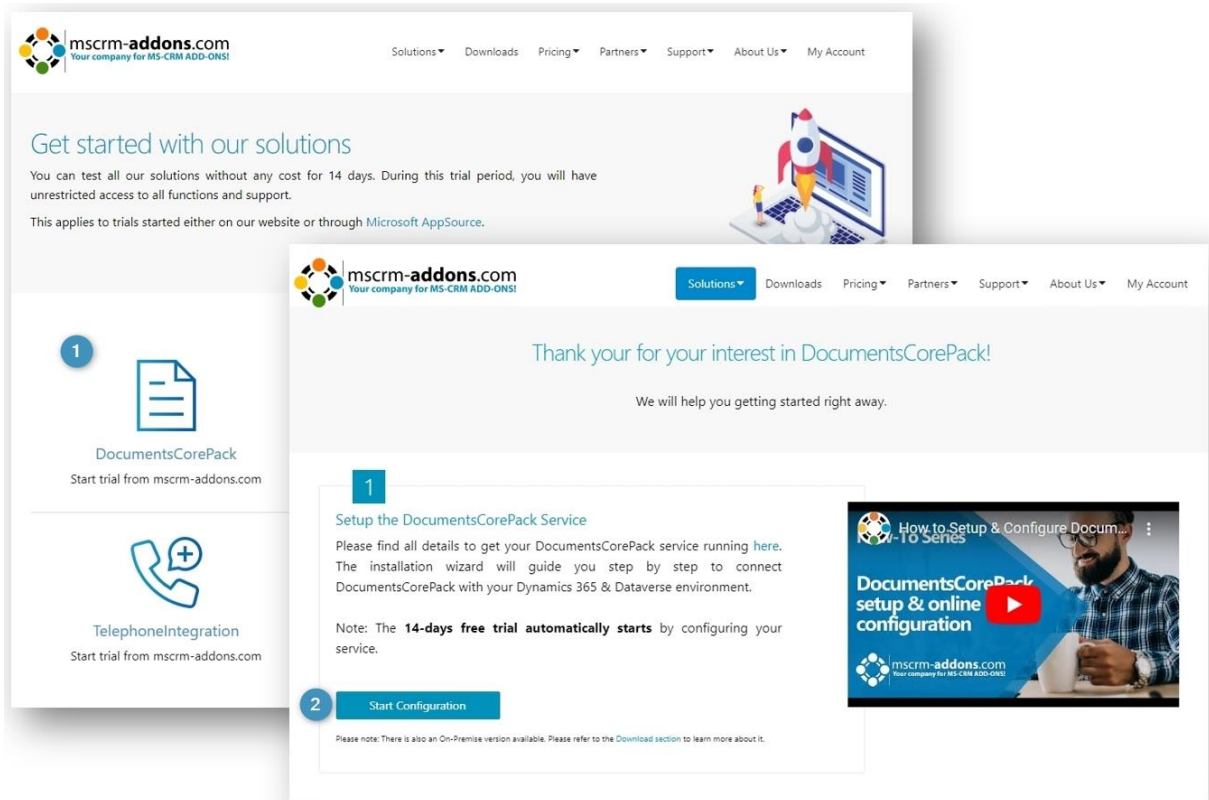 mscrm-addons.com
Your company for MS-CRM ADD-ONS!
Solutions Downloads Pricing Partners Support About Us My Account
Get started with our solutions
You can test all our solutions without any cost for 14 days. During this trial period, you will have
unrestricted access to all functions and support.
This applies to trials started either on our website or through Microsoft AppSource.
1
DocumentsCorePack
Start trial from mscrm-addons.com
TelephoneIntegration
Start trial from mscrm-addons.com
mscrm-addons.com
Your company for MS-CRM ADD-ONS!
Solutions Downloads Pricing Partners Support About Us My Account
Thank your for your interest in DocumentsCorePack!
We will help you getting started right away.
1
Setup the DocumentsCorePack Service
Please find all details to get your DocumentsCorePack service running here.
The installation wizard will guide you step by step to connect
DocumentsCorePack with your Dynamics 365 & Dataverse environment.
Note: The 14-days free trial automatically starts by configuring your
service.
2
Start Configuration
Please note: There is also an On-Premise version available. Please refer to the Download section to learn more about it.
How to Setup & Configure Docum...
-To Series
DocumentsCorePack
setup & online
configuration
mscrm-addons.com
Your company for MS-CRM ADD-ONS!